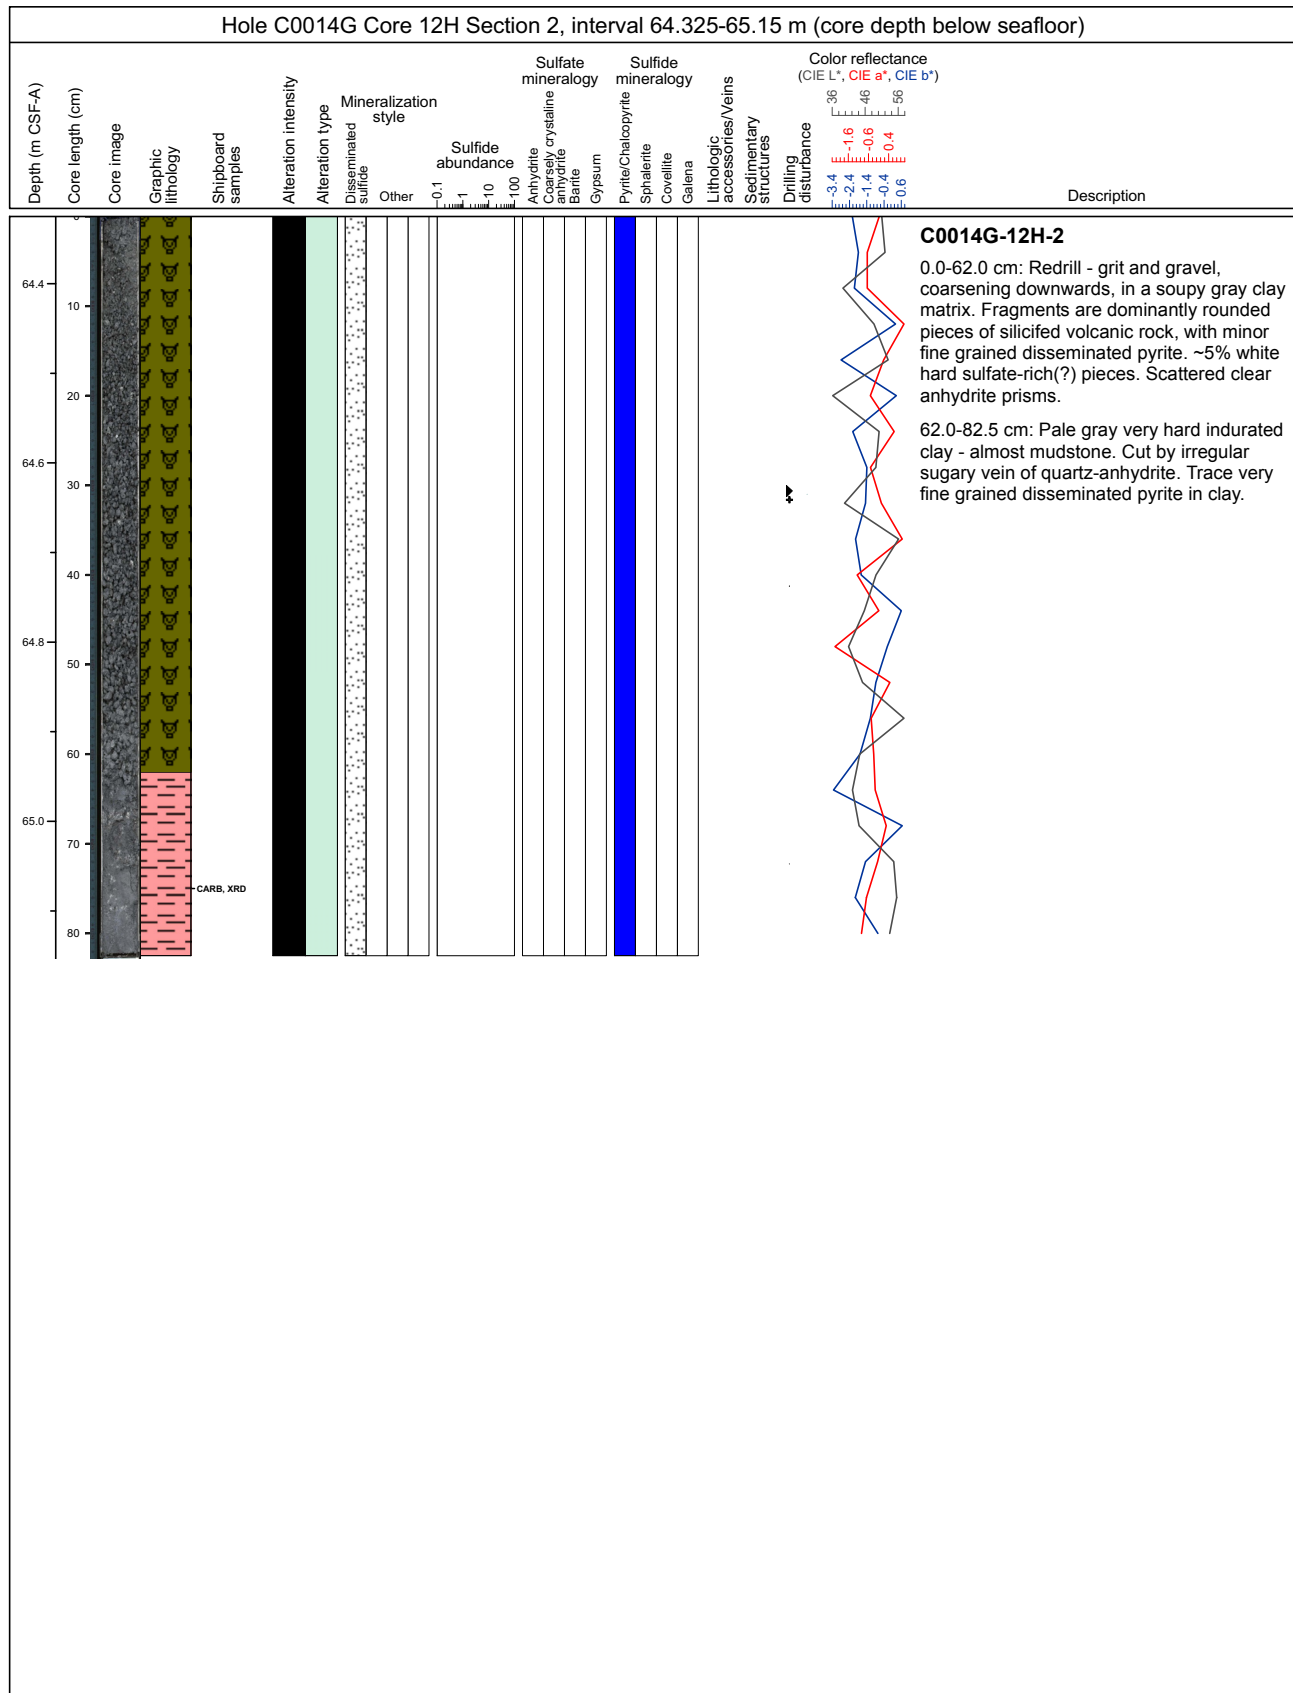 Hole C0014G Core 12H Section 2, interval 64.325-65.15 m (core depth below seafloor)
Depth (m CSF-A)
Core length (cm)
Core image
Graphic
lithology
Shipboard
samples
Alteration intensity
Alteration type
Mineralization
style
Disseminated
sulfide
Other
Sulfide
abundance
0.1
1
10
100
Sulfate
mineralogy
Anhydrite
Coarsely crystaline
anhydrite
Barite
Gypsum
Sulfide
mineralogy
Pyrite/Chalcopyrite
Sphalerite
Covellite
Galena
Lithologic
accessories/Veins
Sedimentary
structures
Drilling
disturbance
Color reflectance
(CIE L*, CIE a*, CIE b*)
36 46 56
-1.6 -0.6 0.4
-3.4 -2.4 -1.4 -0.4 0.6
Description
0
64.4
10
20
64.6
30
40
64.8
50
60
65.0
70
80
CARB, XRD
C0014G-12H-2
0.0-62.0 cm: Redrill - grit and gravel,
coarsening downwards, in a soupy gray clay
matrix. Fragments are dominantly rounded
pieces of silicifed volcanic rock, with minor
fine grained disseminated pyrite. ~5% white
hard sulfate-rich(?) pieces. Scattered clear
anhydrite prisms.
62.0-82.5 cm: Pale gray very hard indurated
clay - almost mudstone. Cut by irregular
sugary vein of quartz-anhydrite. Trace very
fine grained disseminated pyrite in clay.